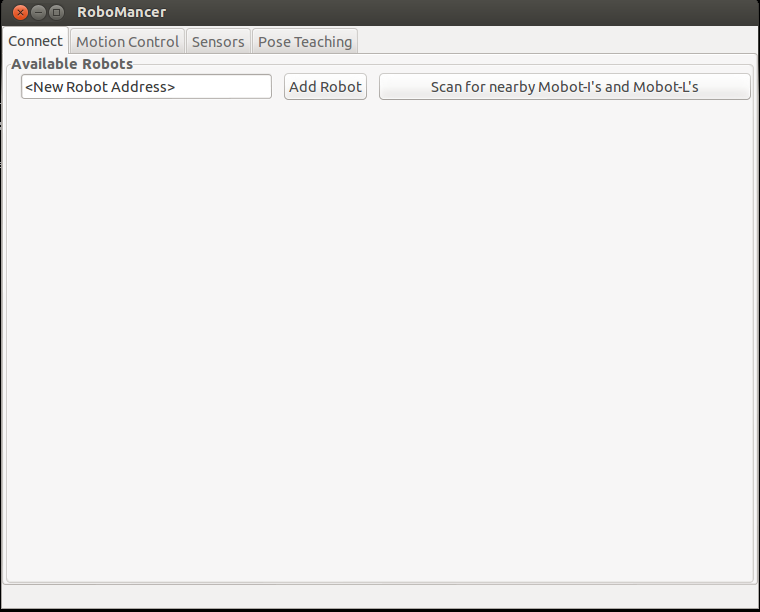 RoboMancer
Connect Motion Control Sensors Pose Teaching
Available Robots
<New Robot Address> Add Robot Scan for nearby Mobot-I's and Mobot-L's